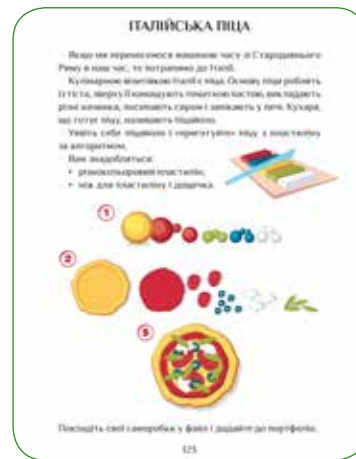 ІТАЛІЙСЬКА ПІЦА
Якщо ми перенесемося машиною часу зі Стародавнього
Риму в наш час, то потрапимо до Італії.
Кулінарною візитівкою Італії є піца. Основу піци роблять
із тіста, зверху її намащують томатною пастою, викладають
різні начинки, посипають сиром і запікають у печі. Кухаря,
що готує піцу, називають піцайоло.
Уявіть себе піцайоло і «приготуйте» піцу з пластиліну
за алгоритмом.
Вам знадобляться:
• різнокольоровий пластилін;
• ніж для пластиліну і дощечка.
1
2
Покладіть свої саморобки у файл і додайте до портфоліо.